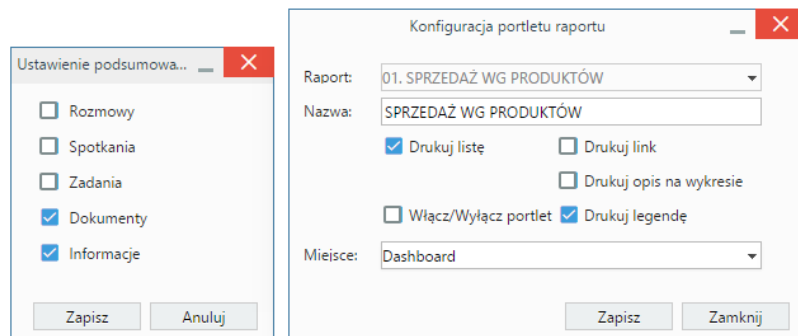 Ustawienie podsumowa...
Rozmowy
Spotkania
Zadania
Dokumenty
Informacje
Zapisz Anuluj
Konfiguracja portletu raportu
Raport: 01. SPRZEDAŻ WG PRODUKTÓW
Nazwa: SPRZEDAŻ WG PRODUKTÓW
Drukuj listę Drukuj link
Drukuj opis na wykresie
Włącz/Wyłącz portlet Drukuj legendę
Miejsce: Dashboard
Zapisz Zamknij